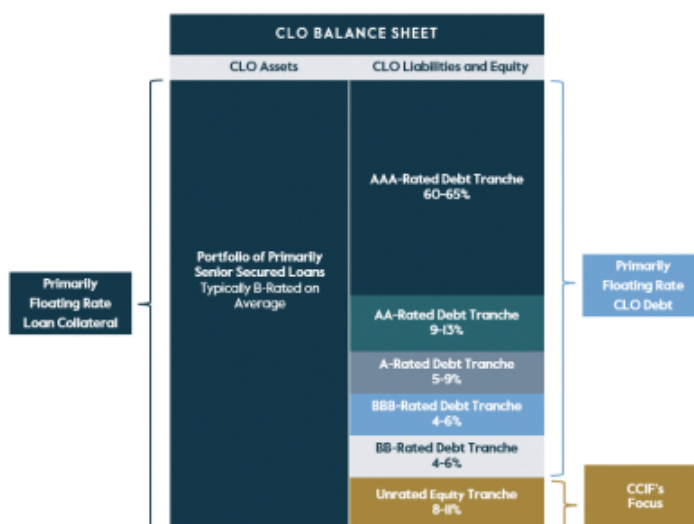 CLO BALANCE SHEET
CLO Assets
CLO Liabilities and Equity
AAA-Rated Debt Tranche
60-65%
Portfolio of Primarily
Senior Secured Loans
Typically B-Rated on
Average
Primarily
Floating Rate
Loan Collateral
Primarily
Floating Rate
CLO Debt
AA-Rated Debt Tranche
9-13%
A-Rated Debt Tranche
5-9%
BBB-Rated Debt Tranche
4-6%
BB-Rated Debt Tranche
4-6%
Unrated Equity Tranche
8-11%
CCIF's
Focus